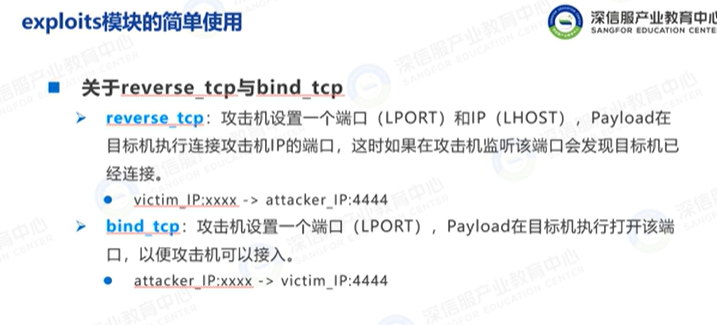 exploits模块的简单使用
深信服产业教育中心
SANGFOR EDUCATION CENTE
关于reverse_tcp与bind_tcp
reverse_tcp：攻击机设置一个端口（LPORT）和IP（LHOST），Payload在
目标机执行连接攻击机IP的端口，这时如果在攻击机监听该端口会发现目标机已
经连接。
victim_IP:xxxx -> attacker_IP:4444
bind_tcp：攻击机设置一个端口（LPORT），Payload在目标机执行打开该端
口，以便攻击机可以接入。
attacker_IP:xxxx -> victim_IP:4444